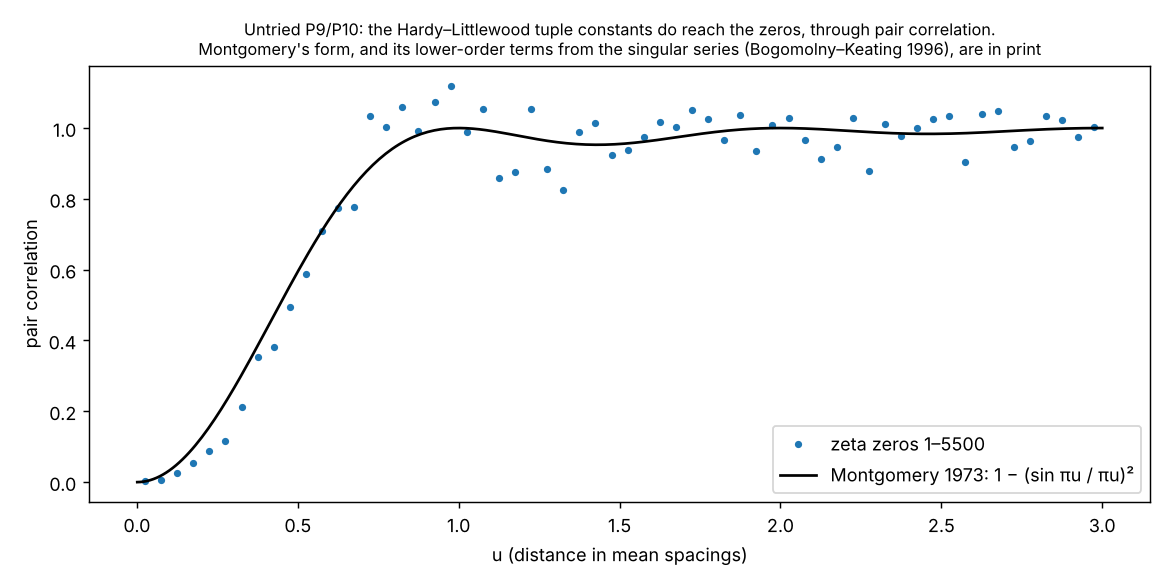 Untried P9/P10: the Hardy–Littlewood tuple constants do reach the zeros, through pair correlation.
Montgomery's form, and its lower-order terms from the singular series (Bogomolny–Keating 1996), are in print
pair correlation
1.0
0.8
0.6
0.4
0.2
0.0
zeta zeros 1–5500
Montgomery 1973: 1 − (sin πu / πu)²
0.0 0.5 1.0 1.5 2.0 2.5 3.0
u (distance in mean spacings)